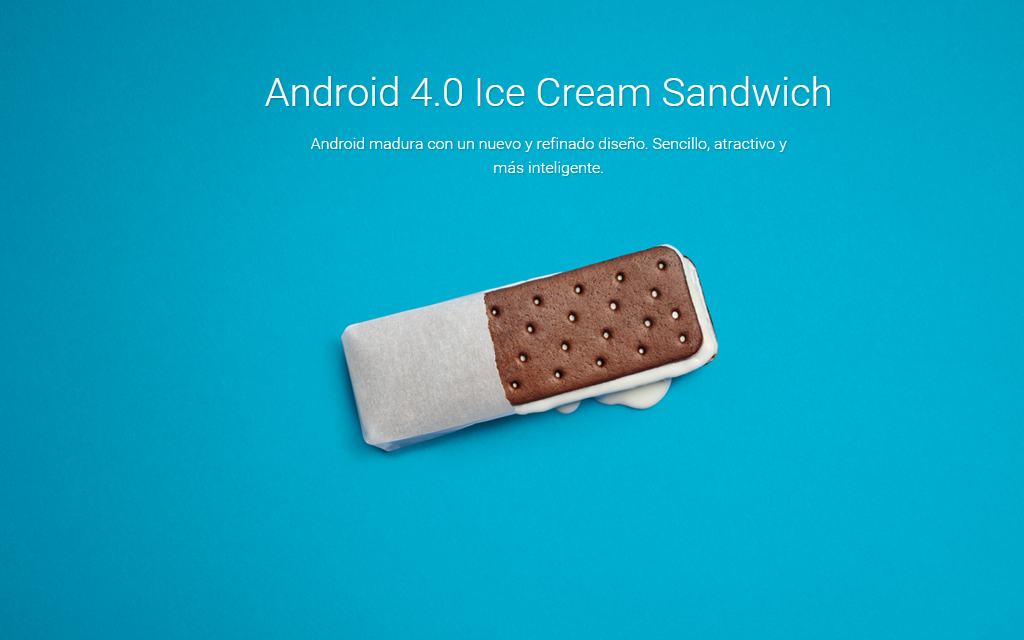 Android 4.0 Ice Cream Sandwich
Android madura con un nuevo y refinado diseño. Sencillo, atractivo y
más inteligente.